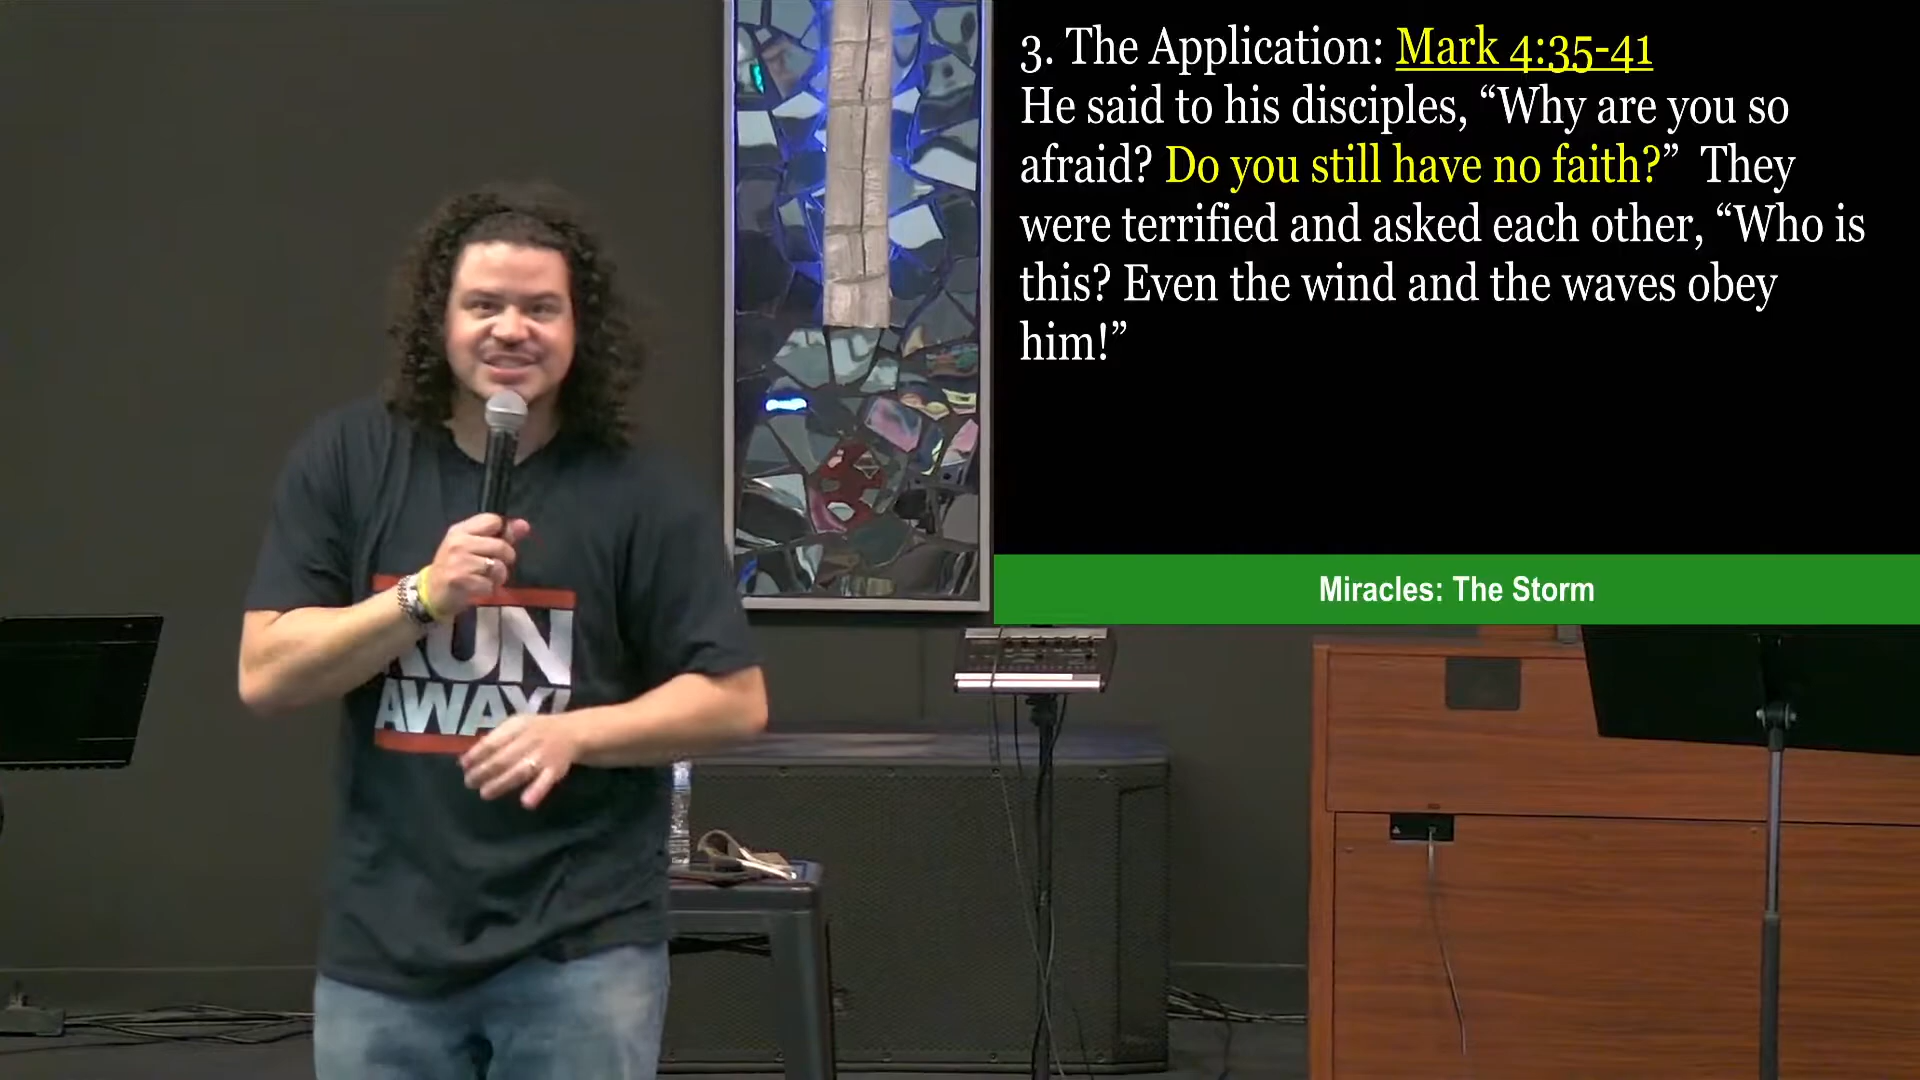 3. The Application: Mark 4:35-41
He said to his disciples, “Why are you so
afraid? Do you still have no faith?”  They
were terrified and asked each other, “Who is
this? Even the wind and the waves obey
him!”
Miracles: The Storm
RUN
AWAY!